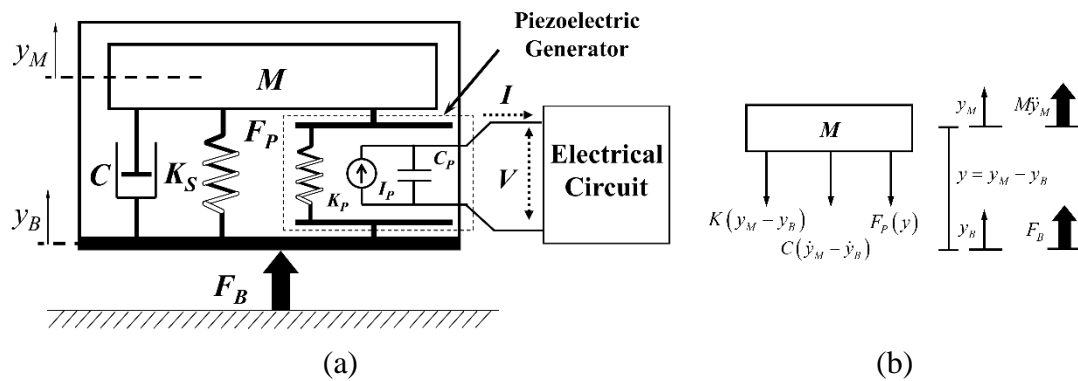 (a)
Piezoelectric
Generator
y_M
M
I
F_P
C
K_S
K_P
I_P
C_P
V
Electrical
Circuit
y_B
F_B
(b)
M
y_M
Mÿ_M
y = y_M − y_B
K(y_M − y_B)
C(ẏ_M − ẏ_B)
F_P(y)
y_B
F_B